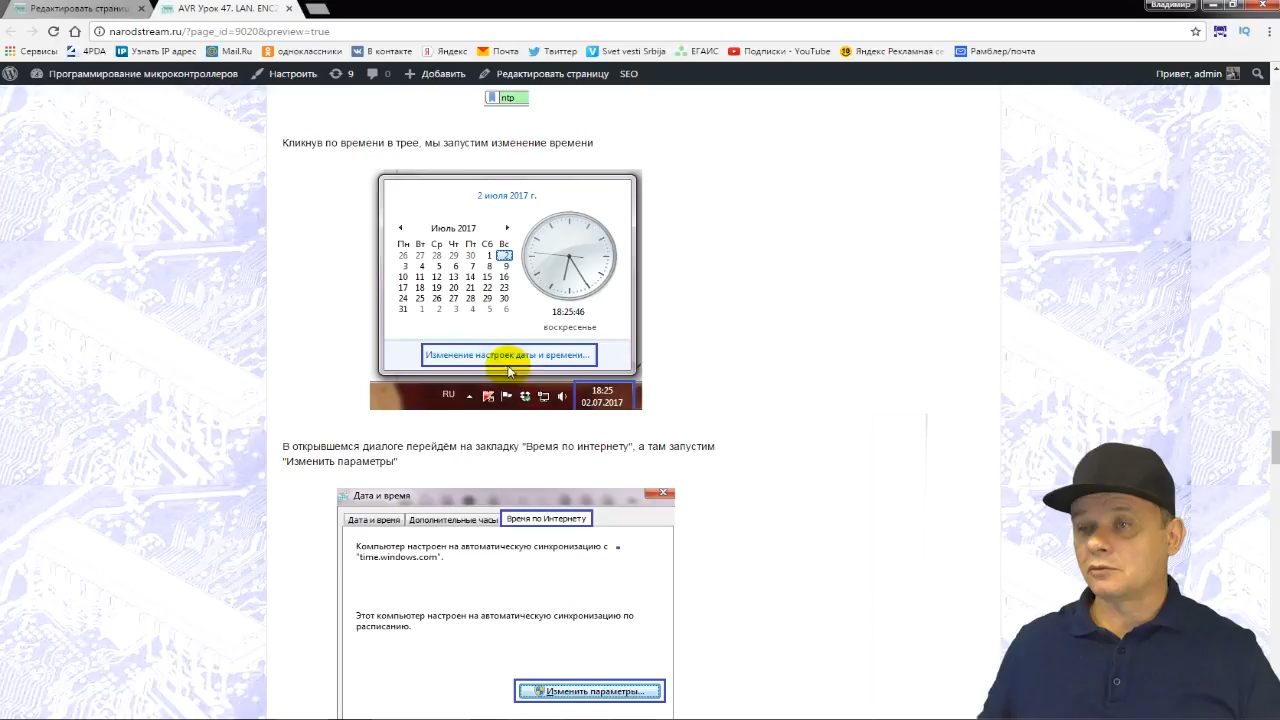 Редактировать страниц
AVR Урок 47. LAN. ENC2
Владимир
narodstream.ru/?page_id=9020&preview=true
Сервисы
4PDA
Узнать IP адрес
Mail.Ru
одноклассники
В контакте
Яндекс
Почта
Твиттер
Svet vesti Srbija
ЕГАИС
Подписки - YouTube
Яндекс Рекламная се
Рамблер/почта
Программирование микроконтроллеров
Настроить
9
0
Добавить
Редактировать страницу
SEO
Привет, admin
ntp
Кликнув по времени в трее, мы запустим изменение времени
2 июля 2017 г.
Июль 2017
Пн Вт Ср Чт Пт Сб Вс
26 27 28 29 30 1 2
3 4 5 6 7 8 9
10 11 12 13 14 15 16
17 18 19 20 21 22 23
24 25 26 27 28 29 30
31 1 2 3 4 5 6
18:25:46
воскресенье
Изменение настроек даты и времени...
RU
18:25
02.07.2017
В открывшемся диалоге перейдём на закладку "Время по интернету", а там запустим
"Изменить параметры"
Дата и время
Дата и время
Дополнительные часы
Время по Интернету
Компьютер настроен на автоматическую синхронизацию с
"time.windows.com".
Этот компьютер настроен на автоматическую синхронизацию по
расписанию.
Изменить параметры...